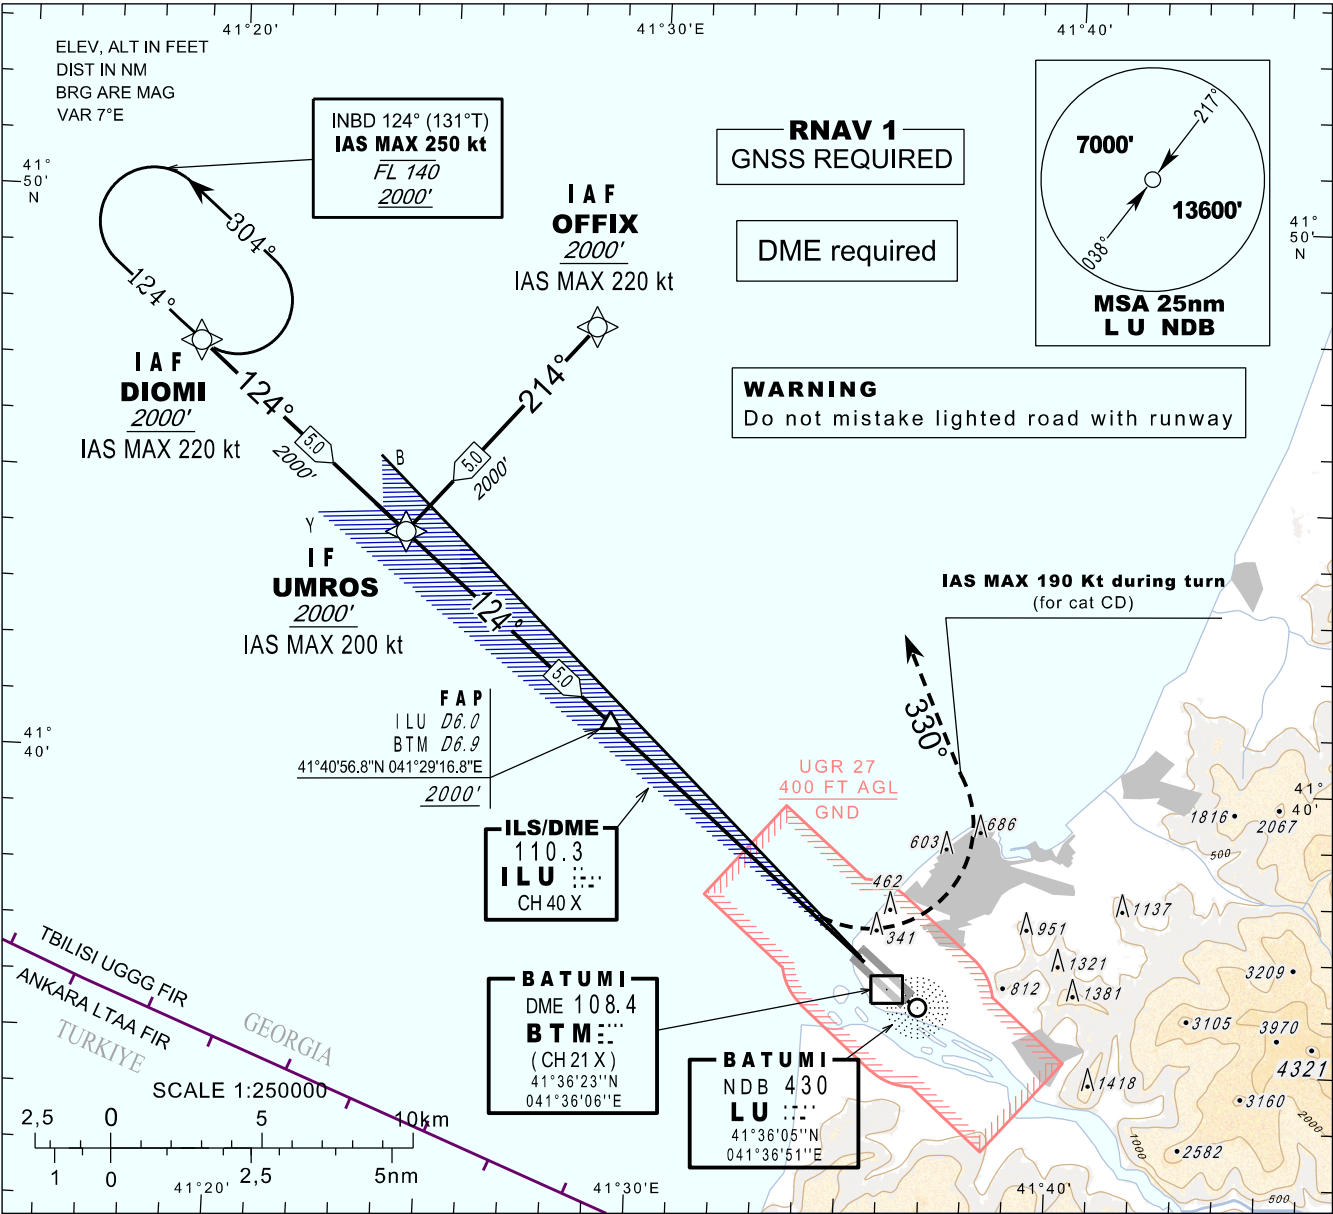 41°20'
41°30'E
41°40'
ELEV, ALT IN FEET
DIST IN NM
BRG ARE MAG
VAR 7°E
INBD 124° (131°T)
IAS MAX 250 kt
FL 140
2000'
RNAV 1
GNSS REQUIRED
DME required
7000'
13600'
217°
038°
MSA 25nm
L U NDB
41°
50'
N
41°
50'
N
304°
124°
IAF
OFFIX
2000'
IAS MAX 220 kt
IAF
DIOMI
2000'
IAS MAX 220 kt
124°
5.0
2000'
214°
5.0
2000'
WARNING
Do not mistake lighted road with runway
B
Y
IF
UMROS
2000'
IAS MAX 200 kt
124°
5.0
IAS MAX 190 Kt during turn
(for cat CD)
330°
FAP
ILU D6.0
BTM D6.9
41°40'56.8"N 041°29'16.8"E
2000'
41°
40'
41°
40'
UGR 27
400 FT AGL
GND
ILS/DME
110.3
ILU
CH 40 X
603
686
462
341
1816
2067
500
1137
951
1321
1381
812
3209
3105
3970
4321
1418
3160
2582
2000
1000
500
TBILISI UGGG FIR
ANKARA LTAA FIR
TURKIYE
GEORGIA
BATUMI
DME 108.4
BTM
(CH 21 X)
41°36'23"N
041°36'06"E
BATUMI
NDB 430
LU
41°36'05"N
041°36'51"E
SCALE 1:250000
2,5 0 5 10km
1 0 2,5 5nm
41°20'
41°30'E
41°40'